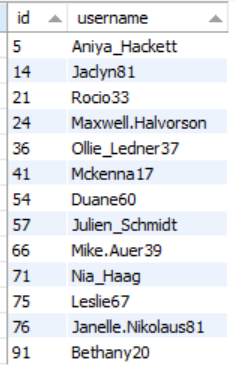 id username
5 Aniya_Hackett
14 Jaclyn81
21 Rocio33
24 Maxwell.Halvorson
36 Ollie_Ledner37
41 Mckenna17
54 Duane60
57 Julien_Schmidt
66 Mike.Auer39
71 Nia_Haag
75 Leslie67
76 Janelle.Nikolaus81
91 Bethany20